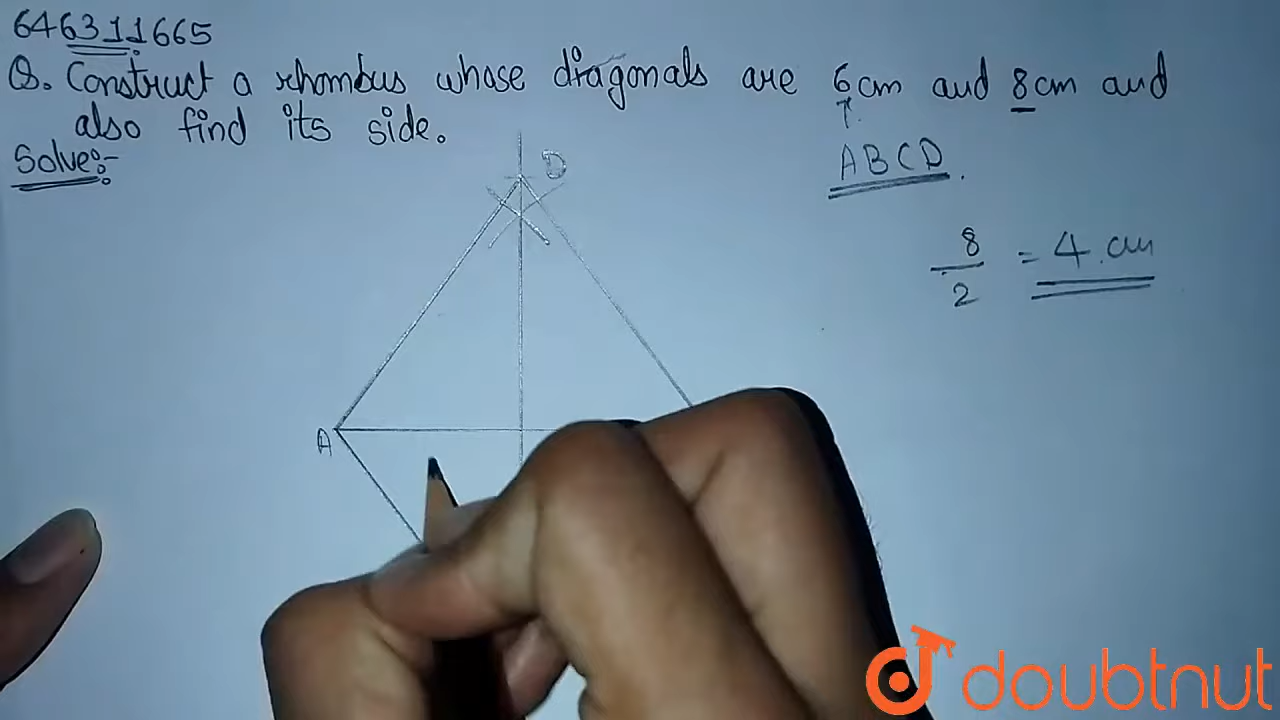 646311665
Q. Construct a rhombus whose diagonals are 6cm and 8cm and
also find its side.
Solve:-
D
ABCD.
8
2
= 4.cm
A
doubtnut